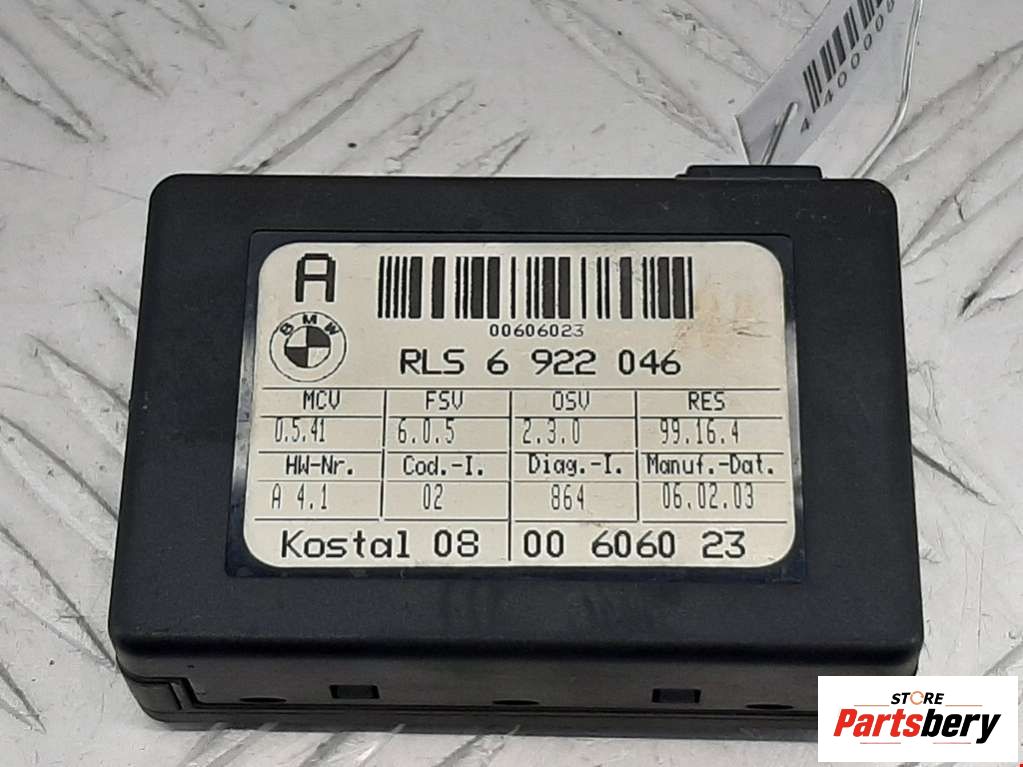 4400000
A
BMW
00606023
RLS 6 922 046
MCV FSV OSV RES
0.5.41 6.0.5 2.3.0 99.16.4
HW-Nr. Cod.-I. Diag.-I. Manuf.-Dat.
A 4.1 02 864 06.02.03
Kostal 08 00 6060 23
STORE
Partsbery